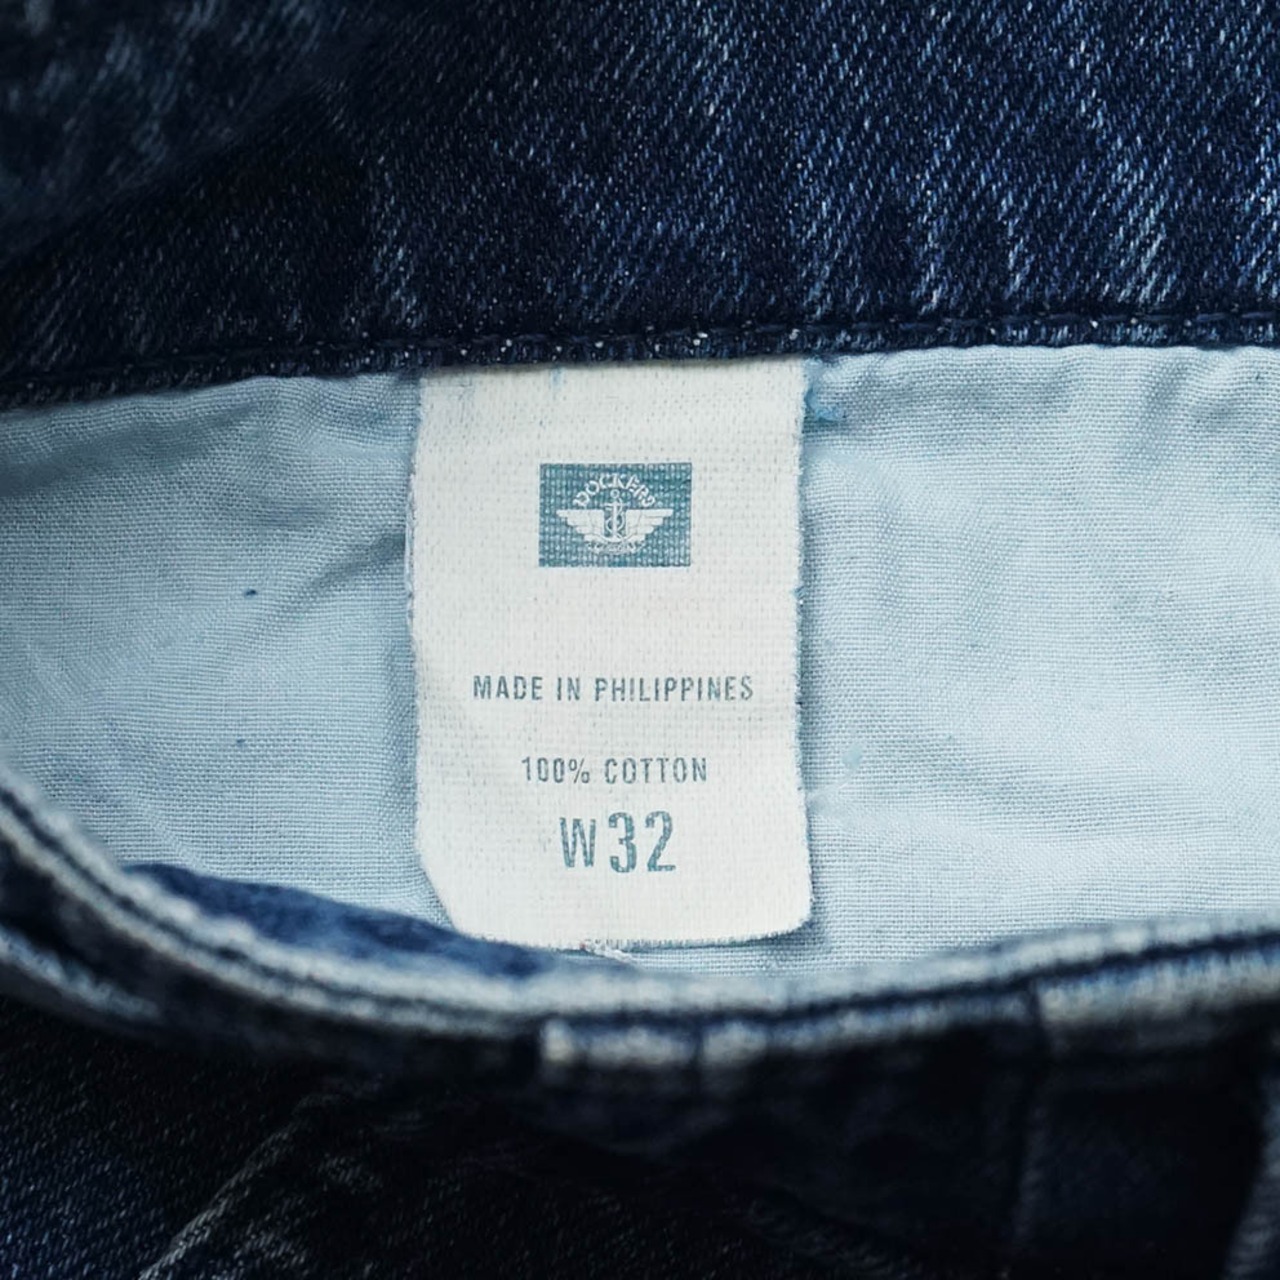 DOCKERS
MADE IN PHILIPPINES
100% COTTON
W32